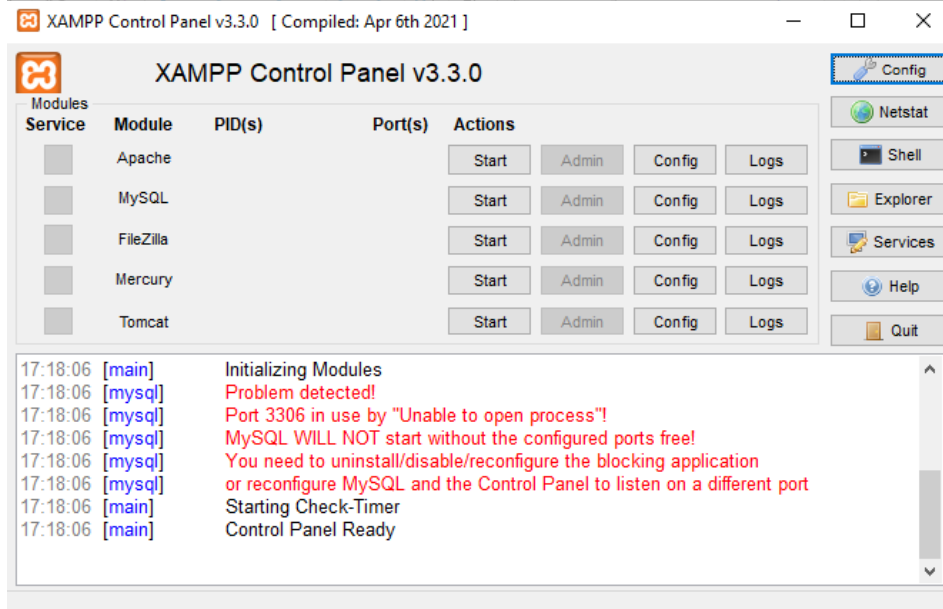 XAMPP Control Panel v3.3.0 [ Compiled: Apr 6th 2021 ]
XAMPP Control Panel v3.3.0
Config
Modules
Service Module PID(s) Port(s) Actions
Netstat
Apache Start Admin Config Logs
Shell
MySQL Start Admin Config Logs
Explorer
FileZilla Start Admin Config Logs
Services
Mercury Start Admin Config Logs
Help
Tomcat Start Admin Config Logs
Quit
17:18:06 [main] Initializing Modules
17:18:06 [mysql] Problem detected!
17:18:06 [mysql] Port 3306 in use by "Unable to open process"!
17:18:06 [mysql] MySQL WILL NOT start without the configured ports free!
17:18:06 [mysql] You need to uninstall/disable/reconfigure the blocking application
17:18:06 [mysql] or reconfigure MySQL and the Control Panel to listen on a different port
17:18:06 [main] Starting Check-Timer
17:18:06 [main] Control Panel Ready